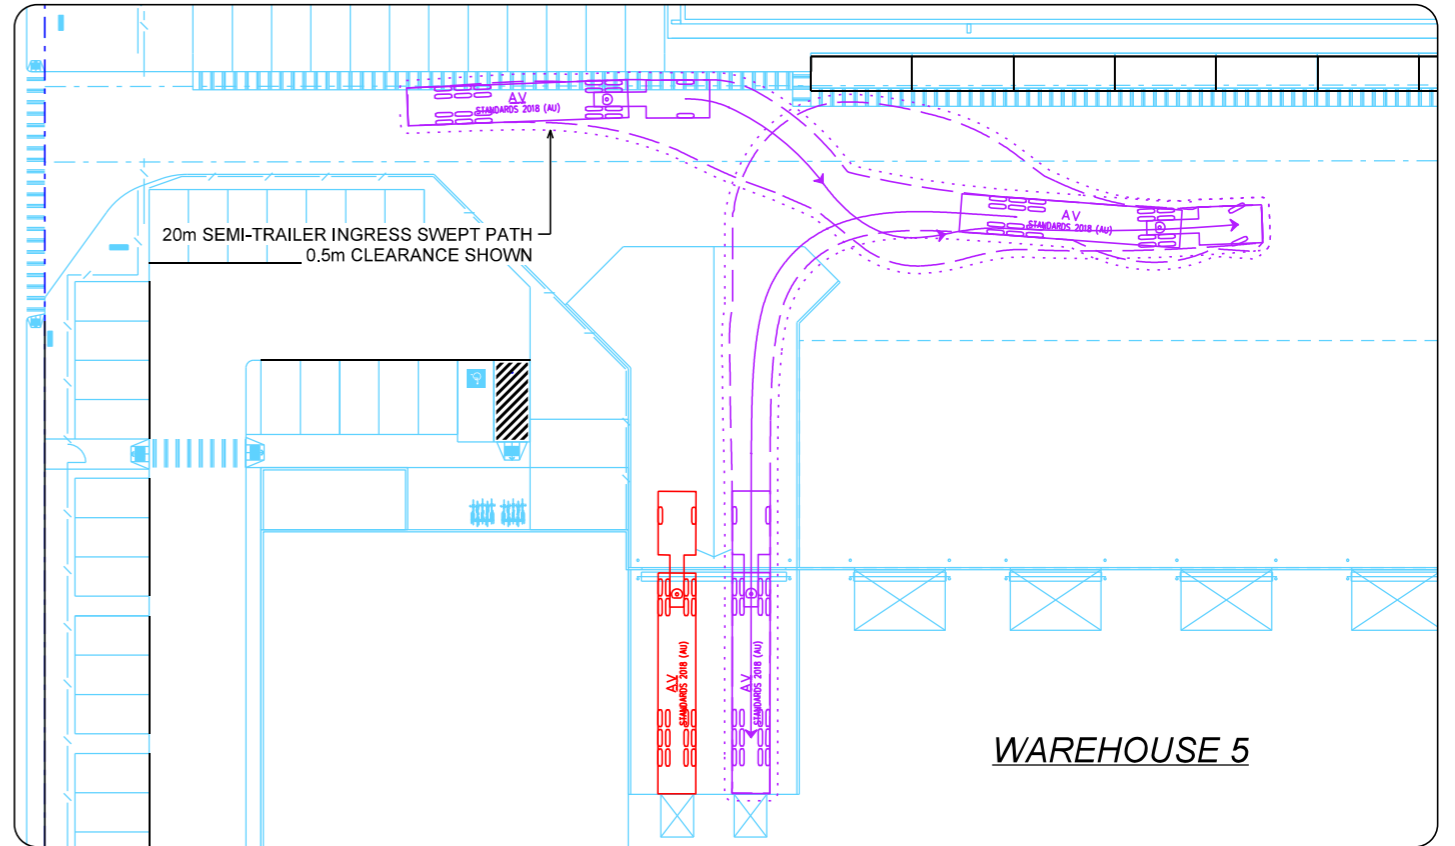 AV
STANDARDS 2018 (AU)
AV
STANDARDS 2018 (AU)
20m SEMI-TRAILER INGRESS SWEPT PATH
0.5m CLEARANCE SHOWN
AV
STANDARDS 2018 (AU)
AV
STANDARDS 2018 (AU)
WAREHOUSE 5